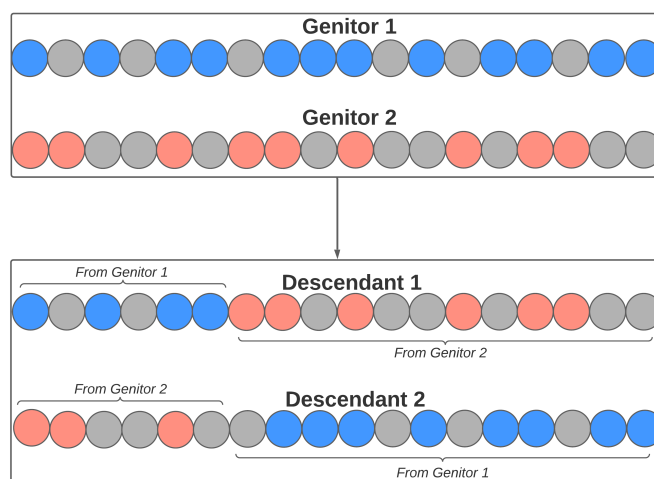 Genitor 1
Genitor 2
From Genitor 1
Descendant 1
From Genitor 2
From Genitor 2
Descendant 2
From Genitor 1